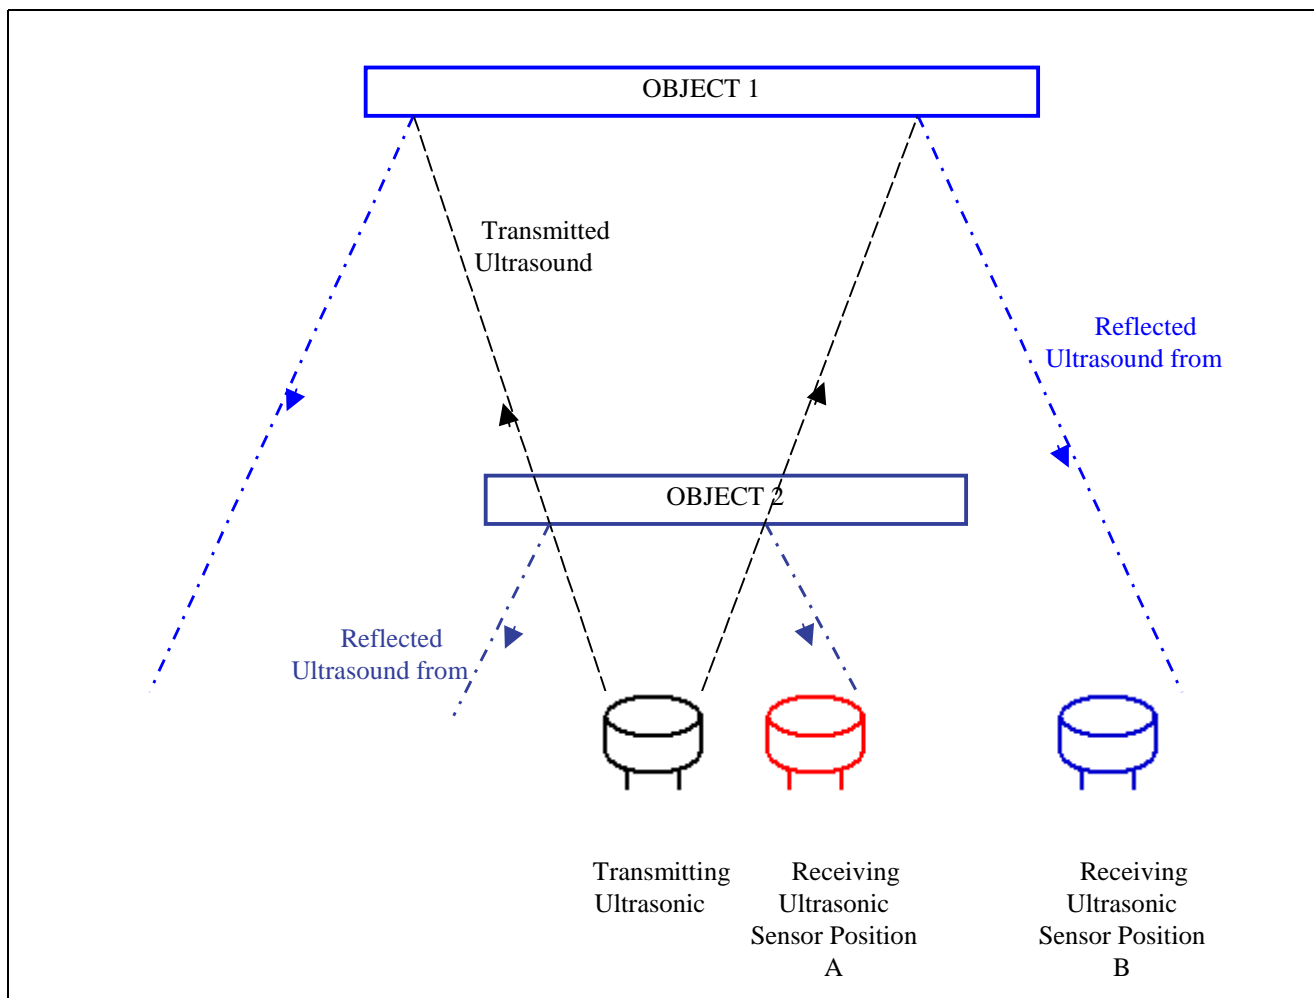 OBJECT 1
Transmitted
Ultrasound
Reflected
Ultrasound from
OBJECT 2
Reflected
Ultrasound from
Transmitting
Ultrasonic
Receiving
Ultrasonic
Sensor Position
A
Receiving
Ultrasonic
Sensor Position
B